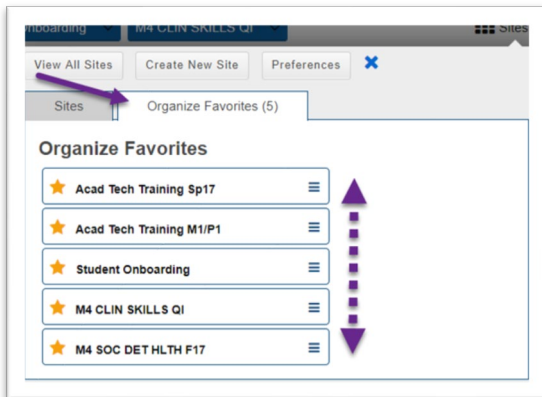 Onboarding M4 CLIN SKILLS QI Sites
View All Sites Create New Site Preferences
Sites Organize Favorites (5)
Organize Favorites
Acad Tech Training Sp17
Acad Tech Training M1/P1
Student Onboarding
M4 CLIN SKILLS QI
M4 SOC DET HLTH F17